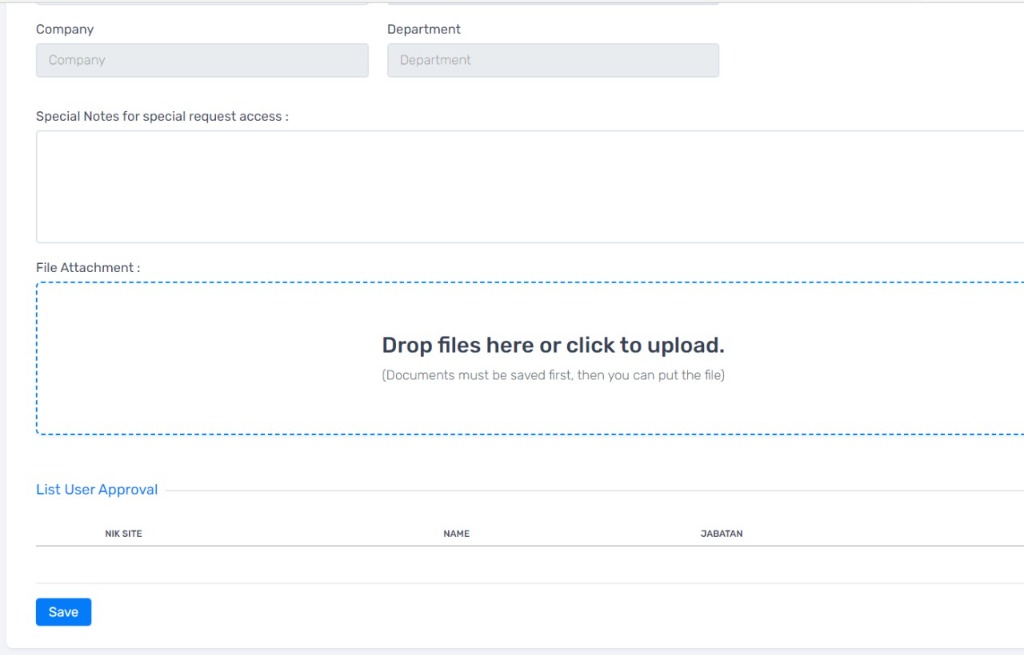 Company Department
Company Department
Special Notes for special request access :
File Attachment :
Drop files here or click to upload.
(Documents must be saved first, then you can put the file)
List User Approval
NIK SITE NAME JABATAN
Save